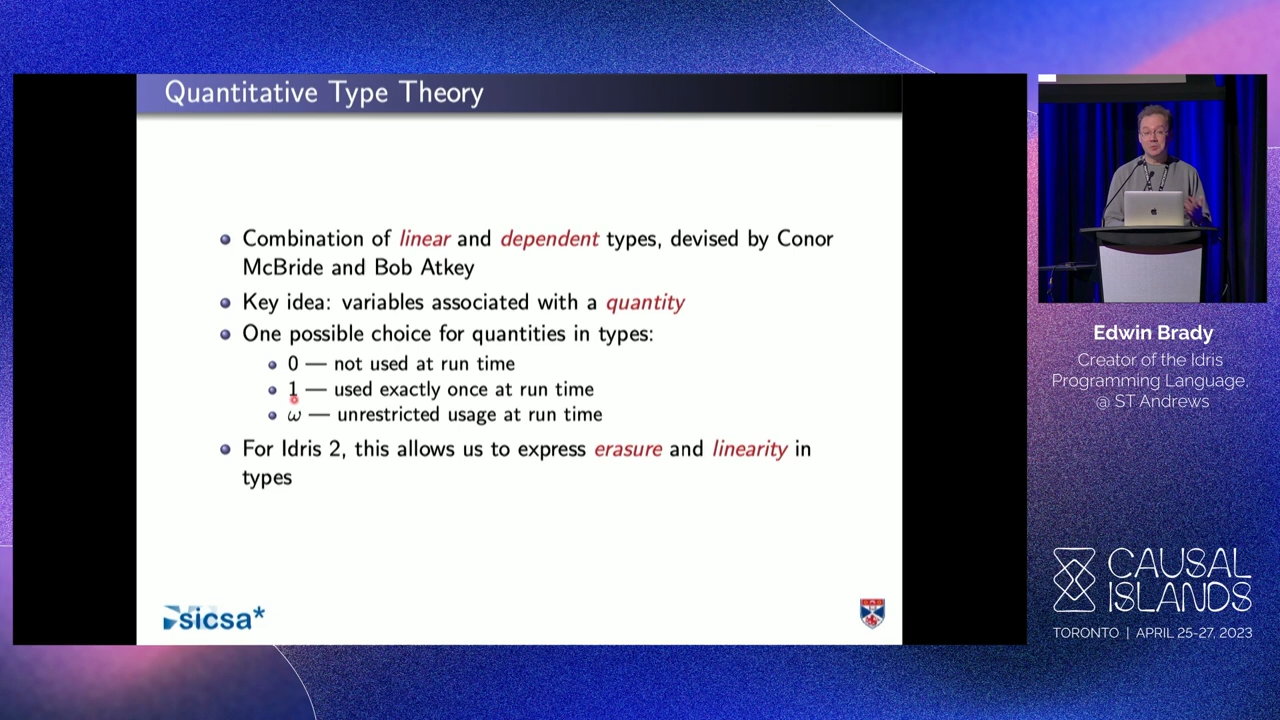 Quantitative Type Theory
Combination of linear and dependent types, devised by Conor
McBride and Bob Atkey
Key idea: variables associated with a quantity
One possible choice for quantities in types:
0 — not used at run time
1 — used exactly once at run time
ω — unrestricted usage at run time
For Idris 2, this allows us to express erasure and linearity in
types
sicsa*
Edwin Brady
Creator of the Idris
Programming Language,
@ ST Andrews
CAUSAL
ISLANDS
TORONTO | APRIL 25-27, 2023